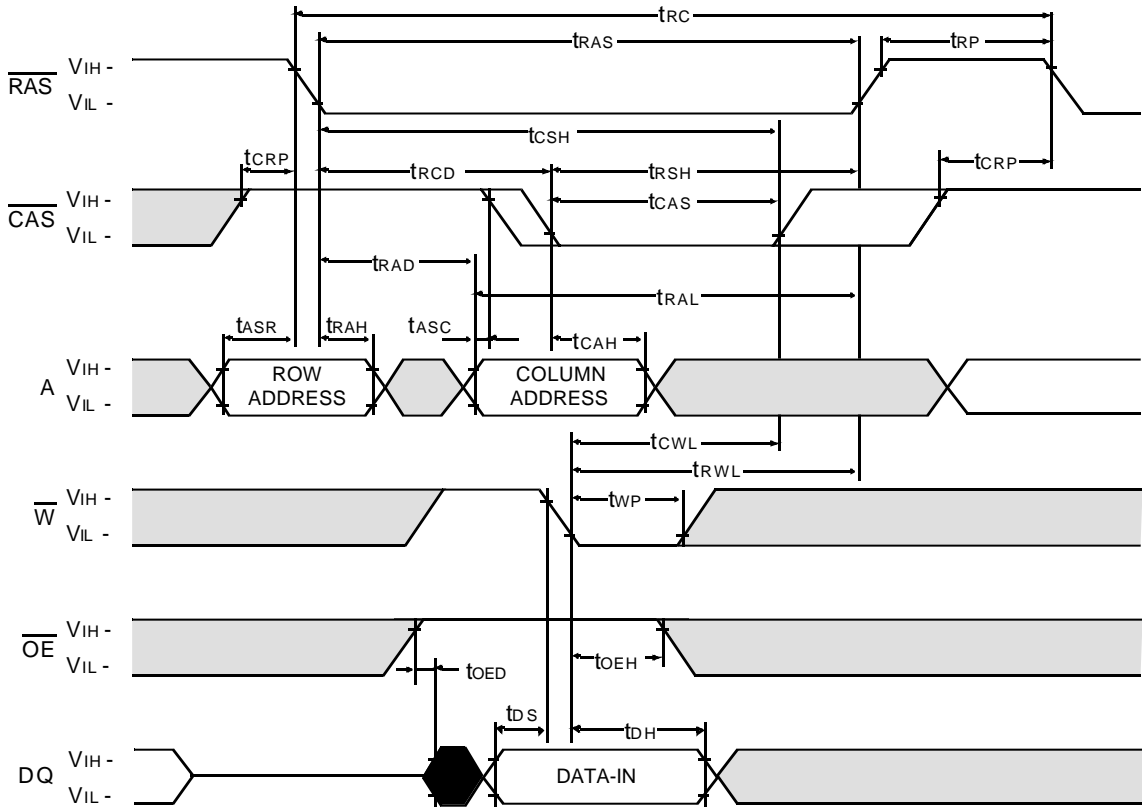 tRC
tRAS
tRP
RAS
VIH -
VIL -
tCSH
tCRP
tRCD
tRSH
tCRP
CAS
VIH -
VIL -
tCAS
tRAD
tRAL
tASR
tRAH
tASC
tCAH
A
VIH -
VIL -
ROW
ADDRESS
COLUMN
ADDRESS
tCWL
tRWL
W
VIH -
VIL -
tWP
OE
VIH -
VIL -
tOED
tOEH
tDS
tDH
DQ
VIH -
VIL -
DATA-IN